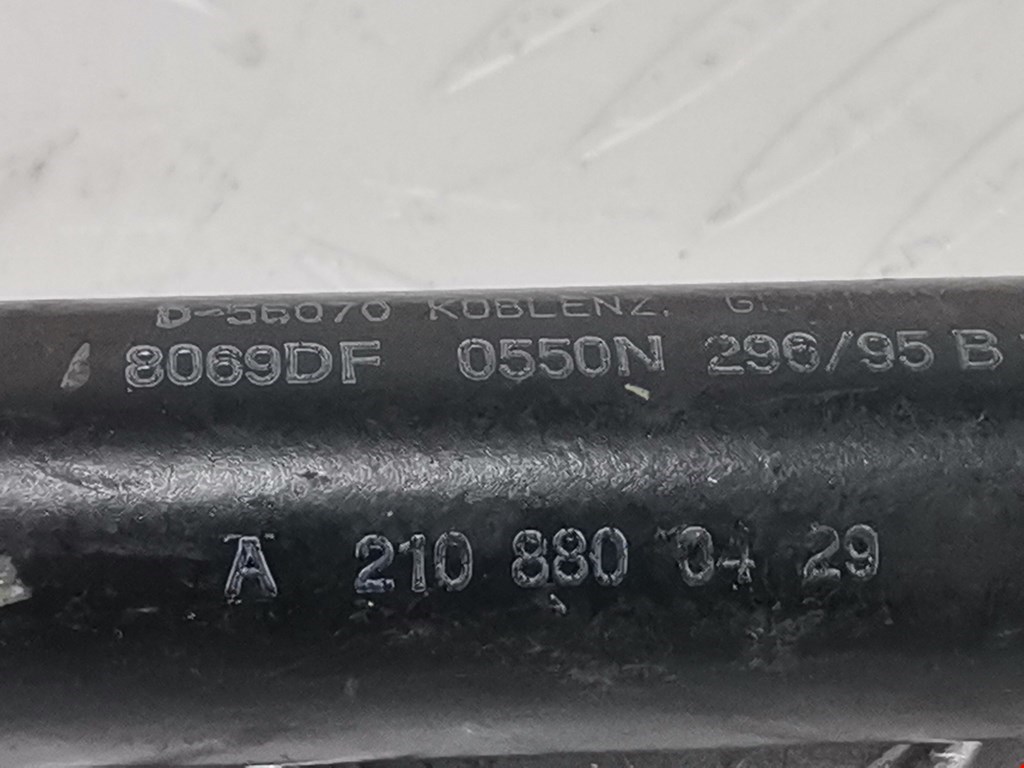 D-56070 KOBLENZ,
8069DF 0550N 296/95 B
A 210 880 04 29